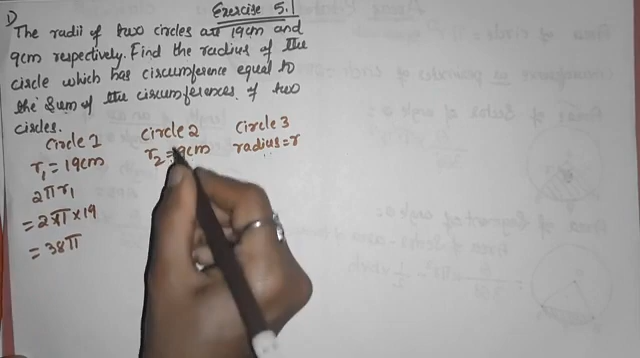 1) Exercise 5.1
The radii of two circles are 19cm and
9cm respectively. Find the radius of the
circle which has circumference equal to
the sum of the circumferences of two
circles.
Circle 1 Circle 2 Circle 3
r₁ = 19cm r₂ = 9cm radius = r
2πr₁
= 2π × 19
= 38π